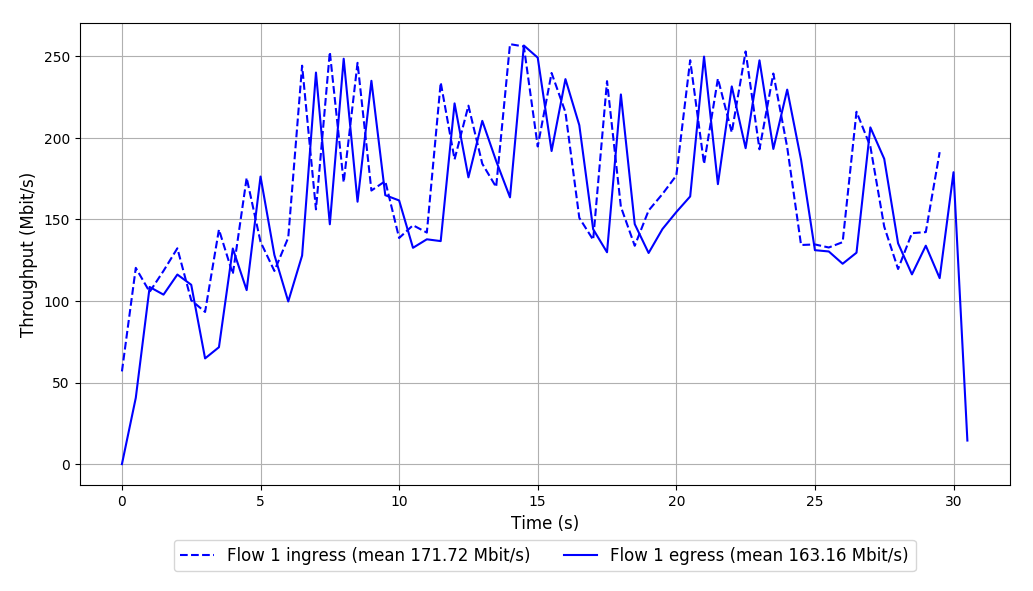 250
200
150
100
50
0
Throughput (Mbit/s)
0 5 10 15 20 25 30
Time (s)
Flow 1 ingress (mean 171.72 Mbit/s) Flow 1 egress (mean 163.16 Mbit/s)